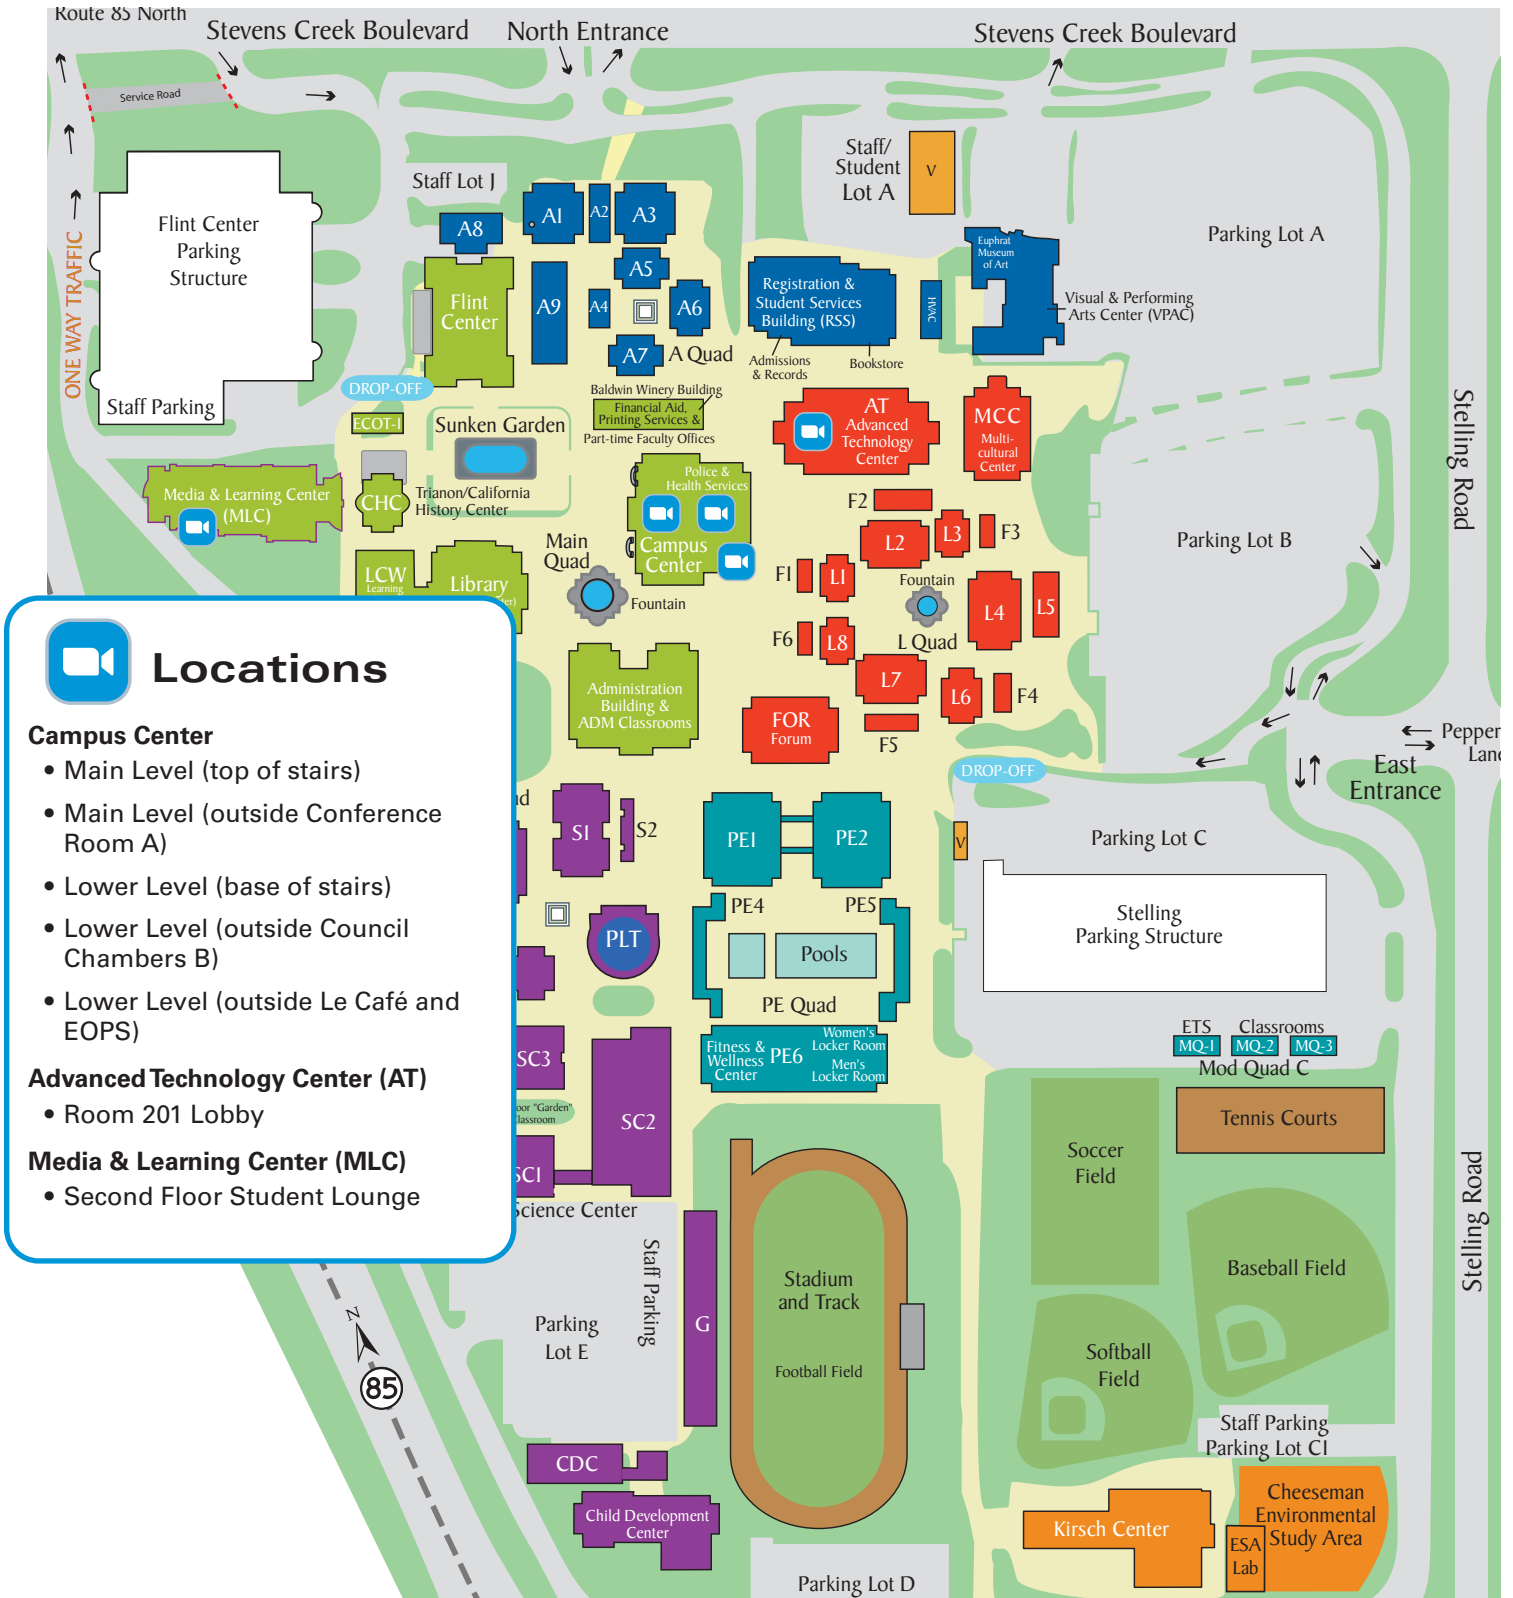 Route 85 North
Stevens Creek Boulevard
North Entrance
Stevens Creek Boulevard
Service Road
ONE WAY TRAFFIC
Flint Center
Parking
Structure
Staff Parking
Staff Lot J
A8
A1
A2
A3
A5
A4
A6
A9
A7
A Quad
Flint
Center
DROP-OFF
ECOT-1
Sunken Garden
Staff/
Student
Lot A
V
Parking Lot A
Registration &
Student Services
Building (RSS)
Admissions
& Records
Bookstore
HVAC
Euphrat
Museum
of Art
Visual & Performing
Arts Center (VPAC)
Baldwin Winery Building
Financial Aid,
Printing Services &
Part-time Faculty Offices
AT
Advanced
Technology
Center
MCC
Multi-
cultural
Center
Stelling Road
Media & Learning Center
(MLC)
CHC
Trianon/California
History Center
Police &
Health Services
Campus
Center
Main
Quad
Fountain
LCW
Learning
Library
F2
L2
L3
F3
F1
L1
Fountain
L4
L5
F6
L8
L Quad
L7
L6
F4
F5
FOR
Forum
Parking Lot B
Administration
Building &
ADM Classrooms
DROP-OFF
Pepper
East
Entrance
S1
S2
PE1
PE2
V
Parking Lot C
Stelling
Parking Structure
PLT
PE4
PE5
Pools
PE Quad
Fitness &
Wellness
Center
PE6
Women's
Locker Room
Men's
Locker Room
ETS
Classrooms
MQ-1
MQ-2
MQ-3
Mod Quad C
Tennis Courts
Soccer
Field
Baseball Field
Softball
Field
SC3
"Garden"
SC2
SC1
Science Center
Staff Parking
Parking
Lot E
G
Stadium
and Track
Football Field
Stelling Road
Staff Parking
Parking Lot C1
CDC
Child Development
Center
Parking Lot D
Kirsch Center
Cheeseman
Environmental
Study Area
ESA
Lab
N
85
Locations
Campus Center
• Main Level (top of stairs)
• Main Level (outside Conference
Room A)
• Lower Level (base of stairs)
• Lower Level (outside Council
Chambers B)
• Lower Level (outside Le Café and
EOPS)
Advanced Technology Center (AT)
• Room 201 Lobby
Media & Learning Center (MLC)
• Second Floor Student Lounge